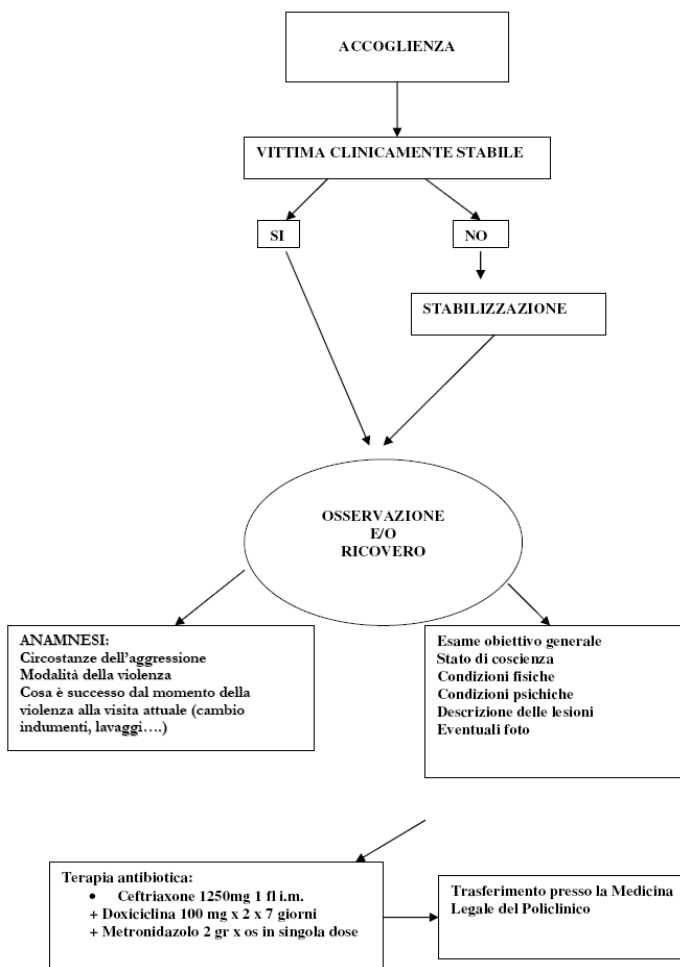 ACCOGLIENZA
VITTIMA CLINICAMENTE STABILE
SI
NO
STABILIZZAZIONE
OSSERVAZIONE
E/O
RICOVERO
ANAMNESI:
Circostanze dell'aggressione
Modalità della violenza
Cosa è successo dal momento della
violenza alla visita attuale (cambio
indumenti, lavaggi….)
Esame obiettivo generale
Stato di coscienza
Condizioni fisiche
Condizioni psichiche
Descrizione delle lesioni
Eventuali foto
Terapia antibiotica:
• Ceftriaxone 1250mg 1 fl i.m.
+ Doxiciclina 100 mg x 2 x 7 giorni
+ Metronidazolo 2 gr x os in singola dose
Trasferimento presso la Medicina
Legale del Policlinico